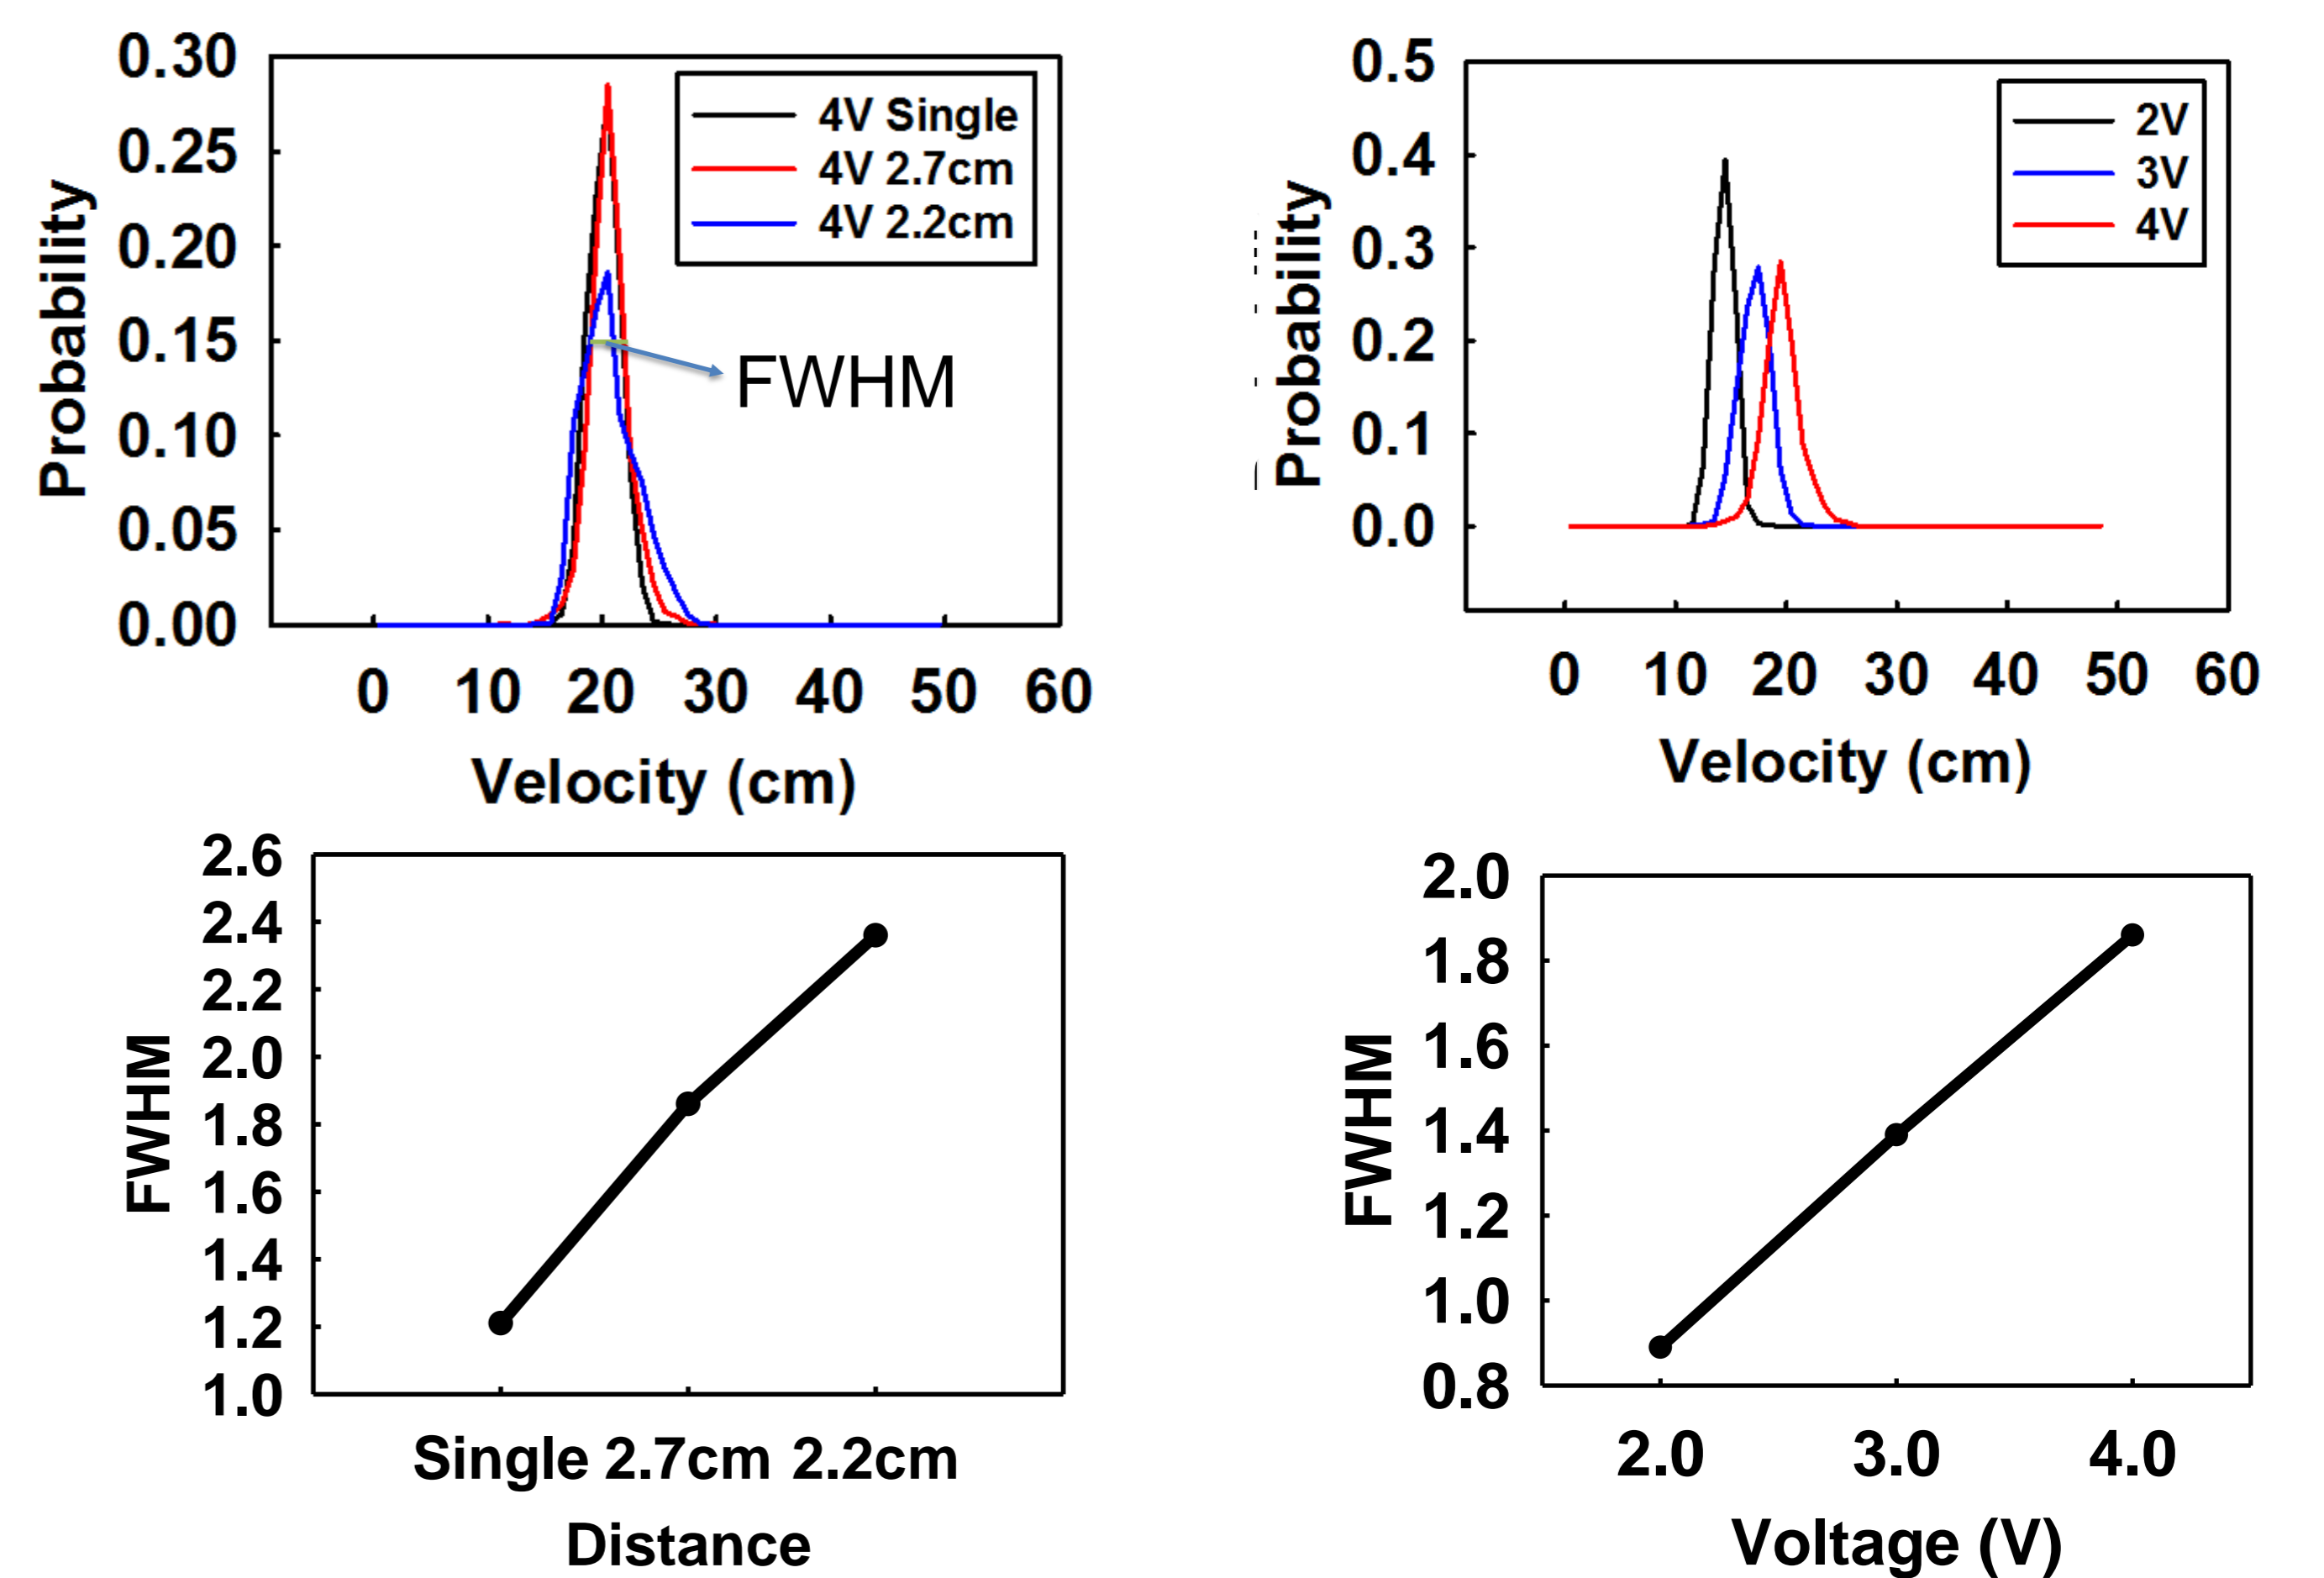 0.30
0.25
0.20
0.15
0.10
0.05
0.00
Probability
4V Single
4V 2.7cm
4V 2.2cm
FWHM
0 10 20 30 40 50 60
Velocity (cm)
0.5
0.4
0.3
0.2
0.1
0.0
Probability
2V
3V
4V
0 10 20 30 40 50 60
Velocity (cm)
2.6
2.4
2.2
2.0
1.8
1.6
1.4
1.2
1.0
FWHM
Single 2.7cm 2.2cm
Distance
2.0
1.8
1.6
1.4
1.2
1.0
0.8
FWHM
2.0 3.0 4.0
Voltage (V)